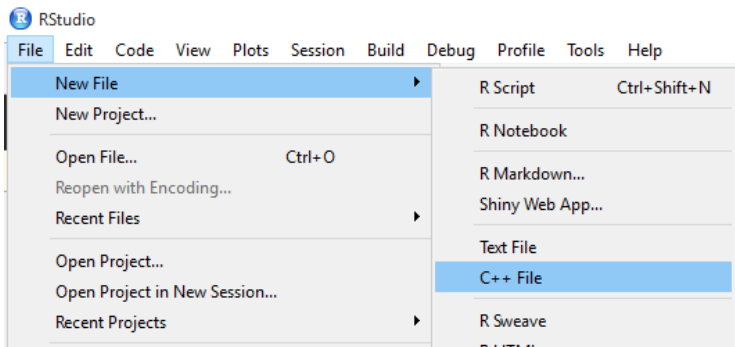 RStudio
File Edit Code View Plots Session Build Debug Profile Tools Help
New File
New Project...
Open File... Ctrl+O
Reopen with Encoding...
Recent Files
Open Project...
Open Project in New Session...
Recent Projects
R Script Ctrl+Shift+N
R Notebook
R Markdown...
Shiny Web App...
Text File
C++ File
R Sweave